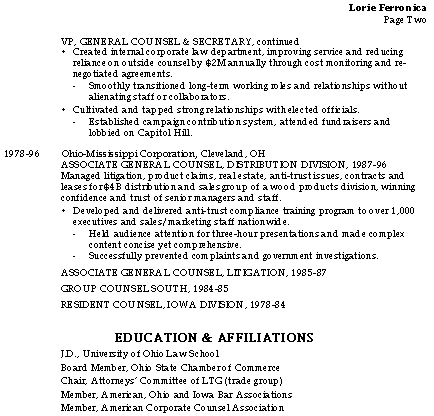 Lorie Ferronica
Page Two
VP, GENERAL COUNSEL & SECRETARY, continued
• Created internal corporate law department, improving service and reducing
reliance on outside counsel by $2M annually through cost monitoring and re-
negotiated agreements.
- Smoothly transitioned long-term working roles and relationships without
alienating staff or collaborators.
• Cultivated and tapped strong relationships with elected officials.
- Established campaign contribution system, attended fundraisers and
lobbied on Capitol Hill.
1978-96 Ohio-Mississippi Corporation, Cleveland, OH
ASSOCIATE GENERAL COUNSEL, DISTRIBUTION DIVISION, 1987-96
Managed litigation, product claims, real estate, anti-trust issues, contracts and
leases for $4B distribution and sales group of a wood products division, winning
confidence and trust of senior managers and staff.
• Developed and delivered anti-trust compliance training program to over 1,000
executives and sales/marketing staff nationwide.
- Held audience attention for three-hour presentations and made complex
content concise yet comprehensive.
- Successfully prevented complaints and government investigations.
ASSOCIATE GENERAL COUNSEL, LITIGATION, 1985-87
GROUP COUNSEL SOUTH, 1984-85
RESIDENT COUNSEL, IOWA DIVISION, 1978-84
EDUCATION & AFFILIATIONS
J.D., University of Ohio Law School
Board Member, Ohio State Chamber of Commerce
Chair, Attorneys' Committee of LTG (trade group)
Member, American, Ohio and Iowa Bar Associations
Member, American Corporate Counsel Association